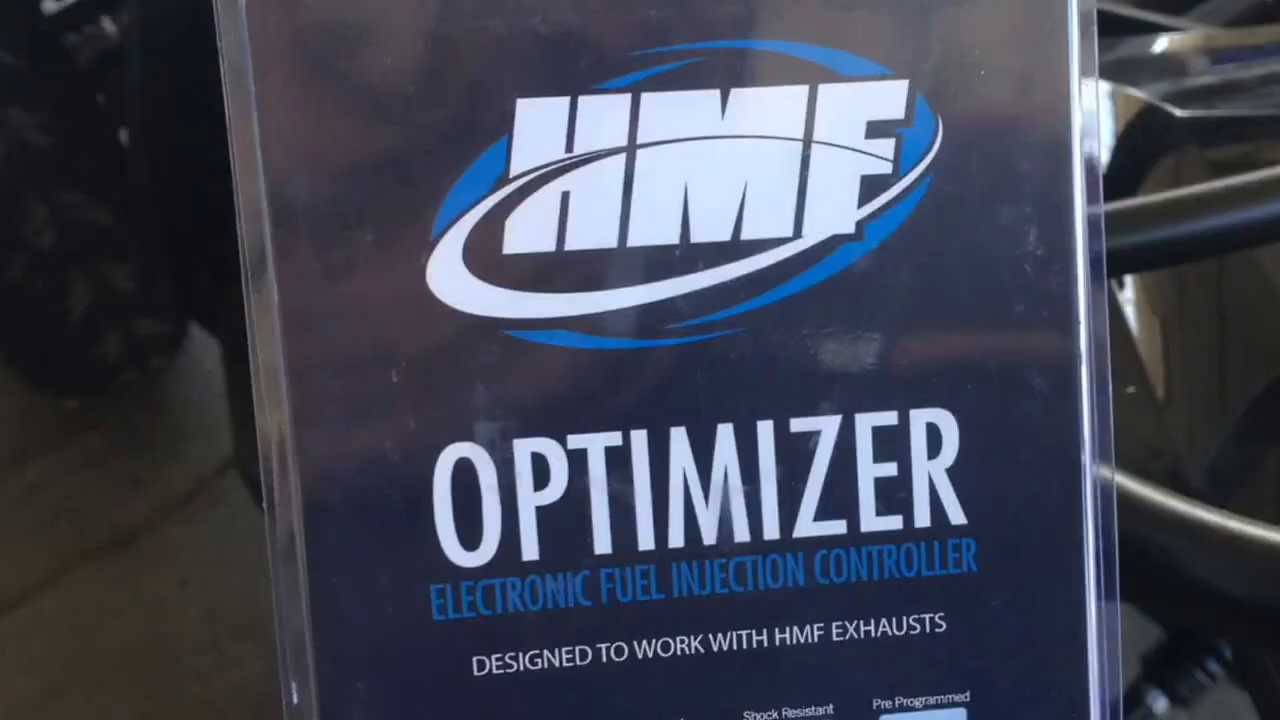 HMF
OPTIMIZER
ELECTRONIC FUEL INJECTION CONTROLLER
DESIGNED TO WORK WITH HMF EXHAUSTS
Shock Resistant
Pre Programmed